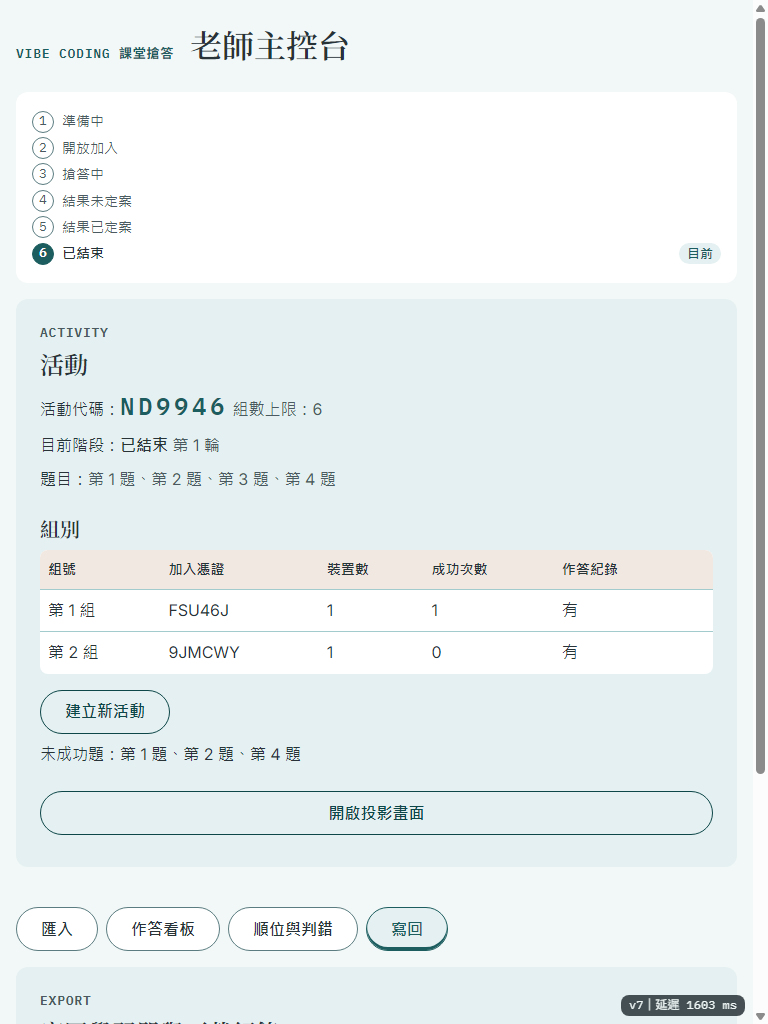 VIBE CODING 課堂搶答 老師主控台
1 準備中
2 開放加入
3 搶答中
4 結果未定案
5 結果已定案
6 已結束 目前
ACTIVITY
活動
活動代碼：ND9946 組數上限：6
目前階段：已結束 第 1 輪
題目：第 1 題、第 2 題、第 3 題、第 4 題
組別
組號 加入憑證 裝置數 成功次數 作答紀錄
第 1 組 FSU46J 1 1 有
第 2 組 9JMCWY 1 0 有
建立新活動
未成功題：第 1 題、第 2 題、第 4 題
開啟投影畫面
匯入 作答看板 順位與判錯 寫回
EXPORT
v7｜延遲 1603 ms